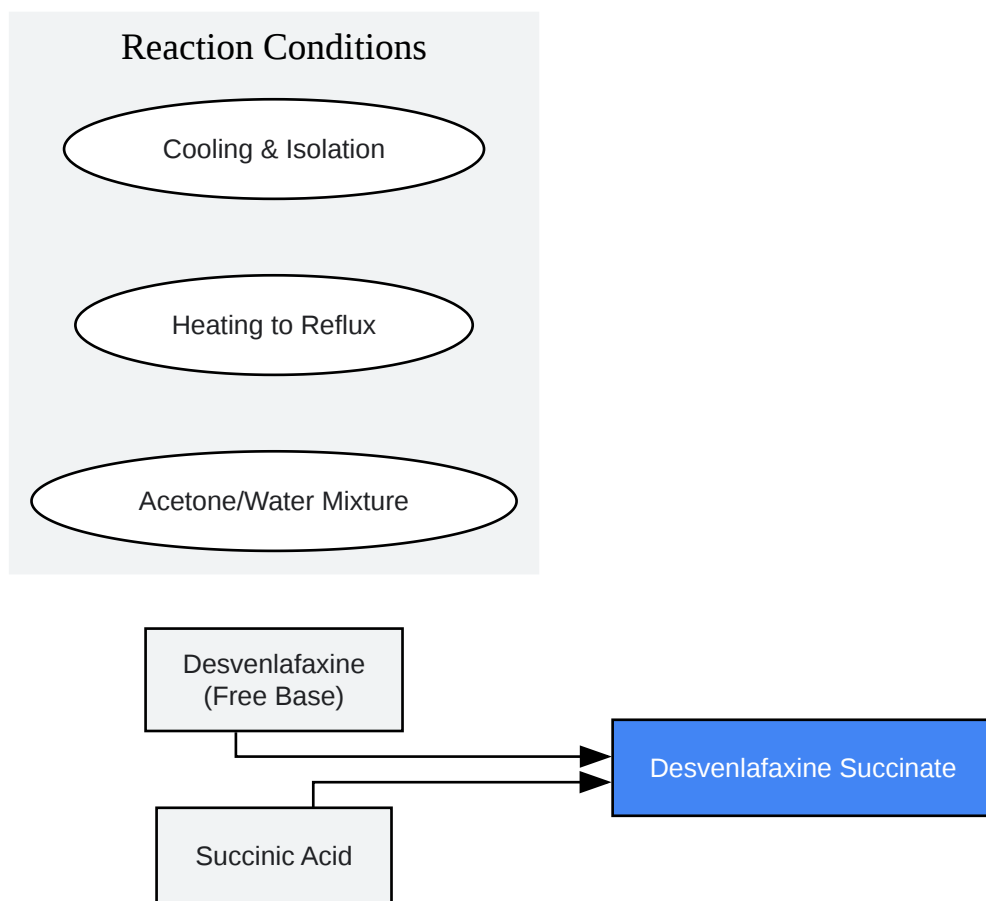 Reaction Conditions
Cooling & Isolation
Heating to Reflux
Acetone/Water Mixture
Desvenlafaxine
(Free Base)
Desvenlafaxine Succinate
Succinic Acid